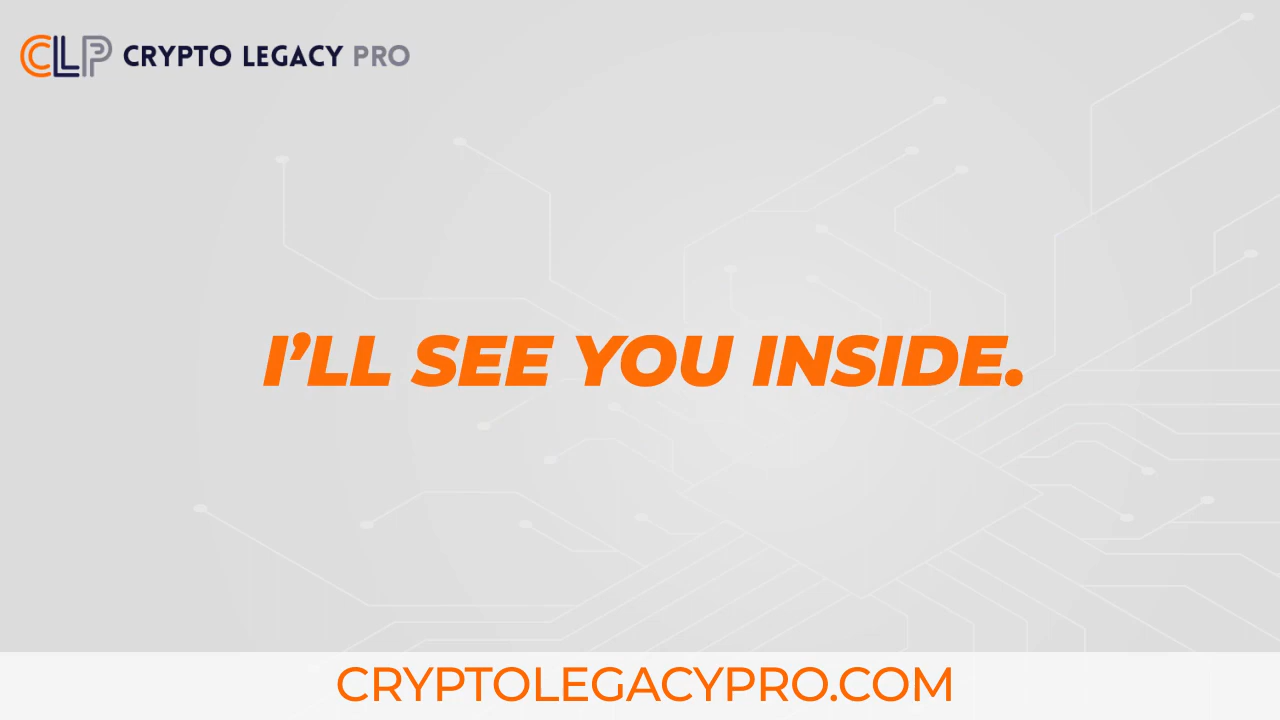 CLP CRYPTO LEGACY PRO
I'LL SEE YOU INSIDE.
CRYPTOLEGACYPRO.COM